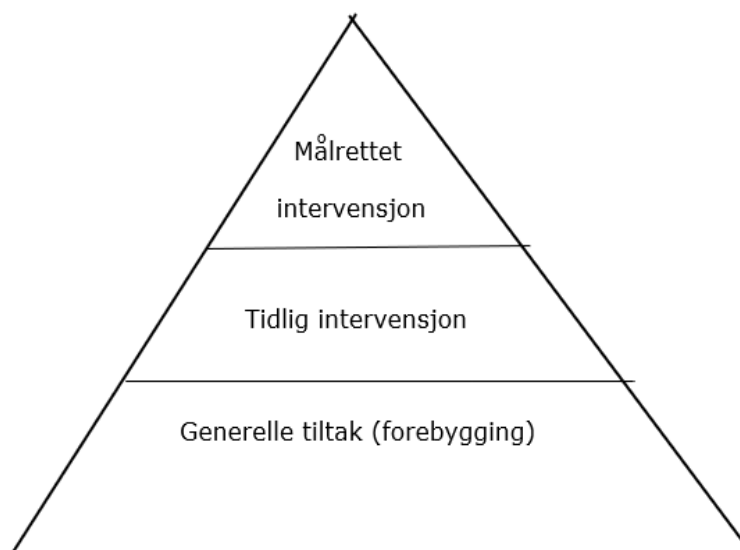 Målrettet
intervensjon
Tidlig intervensjon
Generelle tiltak (forebygging)